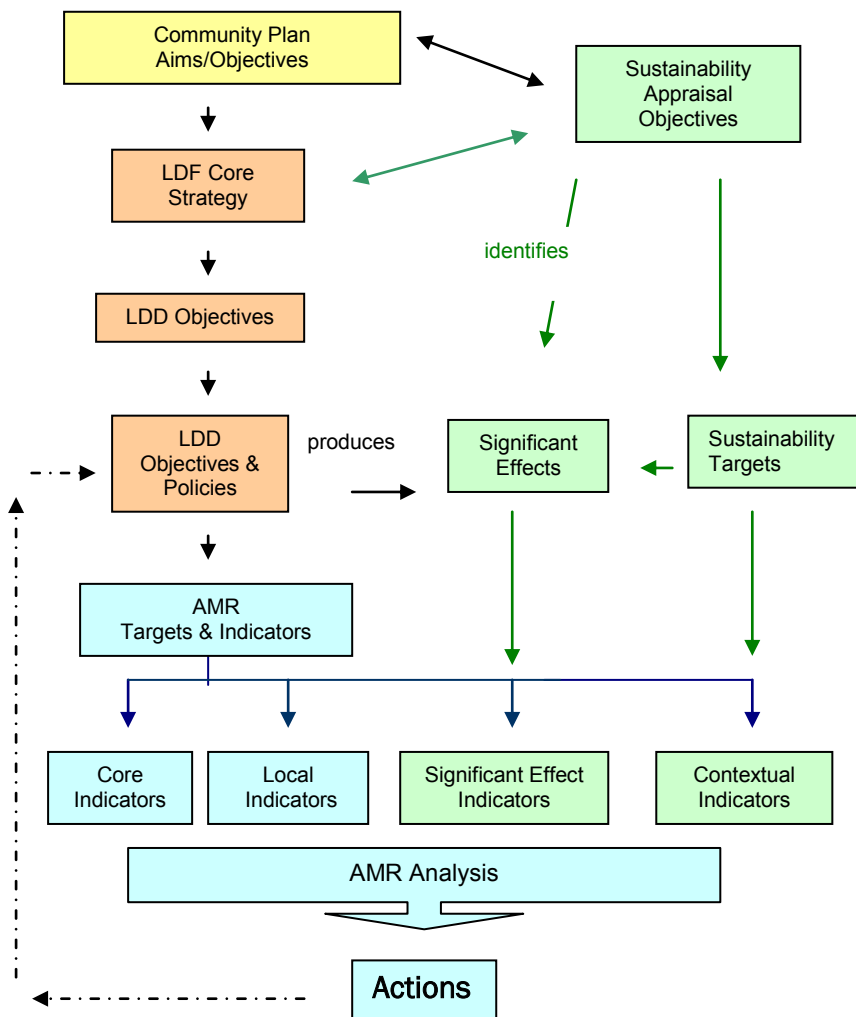 Community Plan
Aims/Objectives
Sustainability
Appraisal
Objectives
LDF Core
Strategy
identifies
LDD Objectives
LDD
Objectives &
Policies
produces
Significant
Effects
Sustainability
Targets
AMR
Targets & Indicators
Core
Indicators
Local
Indicators
Significant Effect
Indicators
Contextual
Indicators
AMR Analysis
Actions